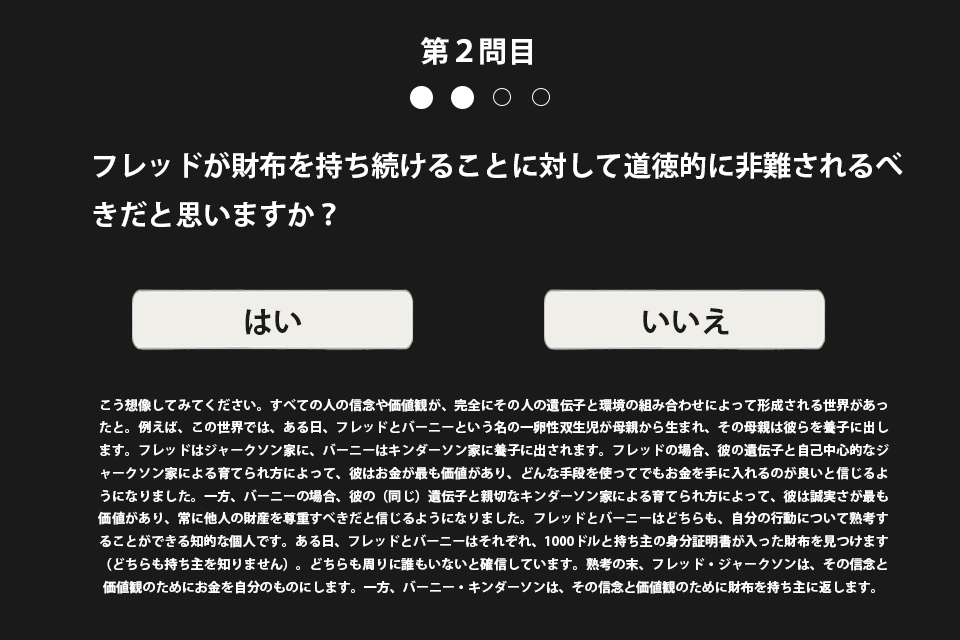 第２問目
フレッドが財布を持ち続けることに対して道徳的に非難されるべ
きだと思いますか？
はい
いいえ
こう想像してみてください。すべての人の信念や価値観が、完全にその人の遺伝子と環境の組み合わせによって形成される世界があっ
たと。例えば、この世界では、ある日、フレッドとバーニーという名の一卵性双生児が母親から生まれ、その母親は彼らを養子に出し
ます。フレッドはジャークソン家に、バーニーはキンダーソン家に養子に出されます。フレッドの場合、彼の遺伝子と自己中心的なジ
ャークソン家による育てられ方によって、彼はお金が最も価値があり、どんな手段を使ってでもお金を手に入れるのが良いと信じるよ
うになりました。一方、バーニーの場合、彼の（同じ）遺伝子と親切なキンダーソン家による育てられ方によって、彼は誠実さが最も
価値があり、常に他人の財産を尊重すべきだと信じるようになりました。フレッドとバーニーはどちらも、自分の行動について熟考す
ることができる知的な個人です。ある日、フレッドとバーニーはそれぞれ、1000ドルと持ち主の身分証明書が入った財布を見つけます
（どちらも持ち主を知りません）。どちらも周りに誰もいないと確信しています。熟考の末、フレッド・ジャークソンは、その信念と
価値観のためにお金を自分のものにします。一方、バーニー・キンダーソンは、その信念と価値観のために財布を持ち主に返します。